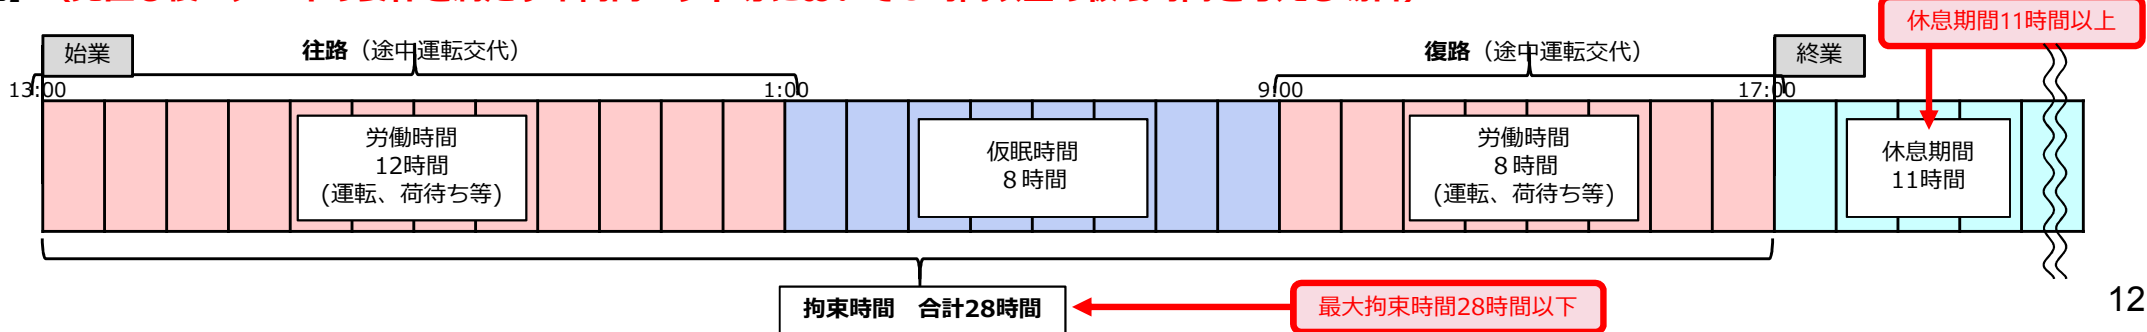 休息期間11時間以上
始業
往路（途中運転交代）
復路（途中運転交代）
終業
13:00
1:00
9:00
17:00
労働時間
12時間
(運転、荷待ち等)
仮眠時間
８時間
労働時間
８時間
(運転、荷待ち等)
休息期間
11時間
拘束時間　合計28時間
最大拘束時間28時間以下
12